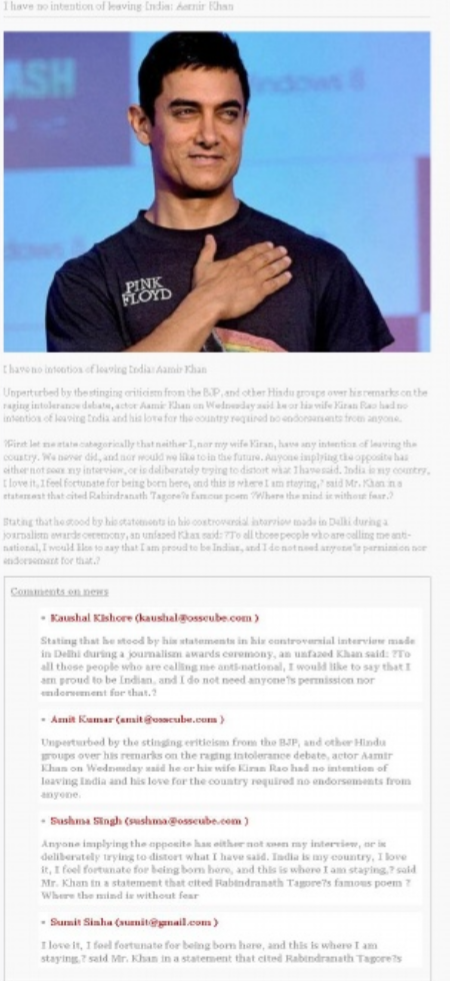 I have no intention of leaving India: Aamir Khan
ASH
indows 8
dows 8
PINK
FLOYD
I have no intention of leaving India: Aamir Khan
Unperturbed by the stinging criticism from the BJP, and other Hindu groups over his remarks on the
raging intolerance debate, actor Aamir Khan on Wednesday said he or his wife Kiran Rao had no
intention of leaving India and his love for the country required no endorsements from anyone.
?First let me state categorically that neither I, nor my wife Kiran, have any intention of leaving the
country. We never did, and nor would we like to in the future. Anyone implying the opposite has
either not seen my interview, or is deliberately trying to distort what I have said. India is my country,
I love it, I feel fortunate for being born here, and this is where I am staying,? said Mr. Khan in a
statement that cited Rabindranath Tagore?s famous poem ?Where the mind is without fear.?
Stating that he stood by his statements in his controversial interview made in Delhi during a
journalism awards ceremony, an unfazed Khan said: ?To all those people who are calling me anti-
national, I would like to say that I am proud to be Indian, and I do not need anyone?s permission nor
endorsement for that.?
Comments on news
• Kaushal Kishore (kaushal@osscube.com )
Stating that he stood by his statements in his controversial interview made
in Delhi during a journalism awards ceremony, an unfazed Khan said: ?To
all those people who are calling me anti-national, I would like to say that I
am proud to be Indian, and I do not need anyone?s permission nor
endorsement for that.?
• Amit Kumar (amit@osscube.com )
Unperturbed by the stinging criticism from the BJP, and other Hindu
groups over his remarks on the raging intolerance debate, actor Aamir
Khan on Wednesday said he or his wife Kiran Rao had no intention of
leaving India and his love for the country required no endorsements from
anyone.
• Sushma Singh (sushma@osscube.com )
Anyone implying the opposite has either not seen my interview, or is
deliberately trying to distort what I have said. India is my country, I love
it, I feel fortunate for being born here, and this is where I am staying,? said
Mr. Khan in a statement that cited Rabindranath Tagore?s famous poem ?
Where the mind is without fear
• Sumit Sinha (sumit@gmail.com )
I love it, I feel fortunate for being born here, and this is where I am
staying,? said Mr. Khan in a statement that cited Rabindranath Tagore?s